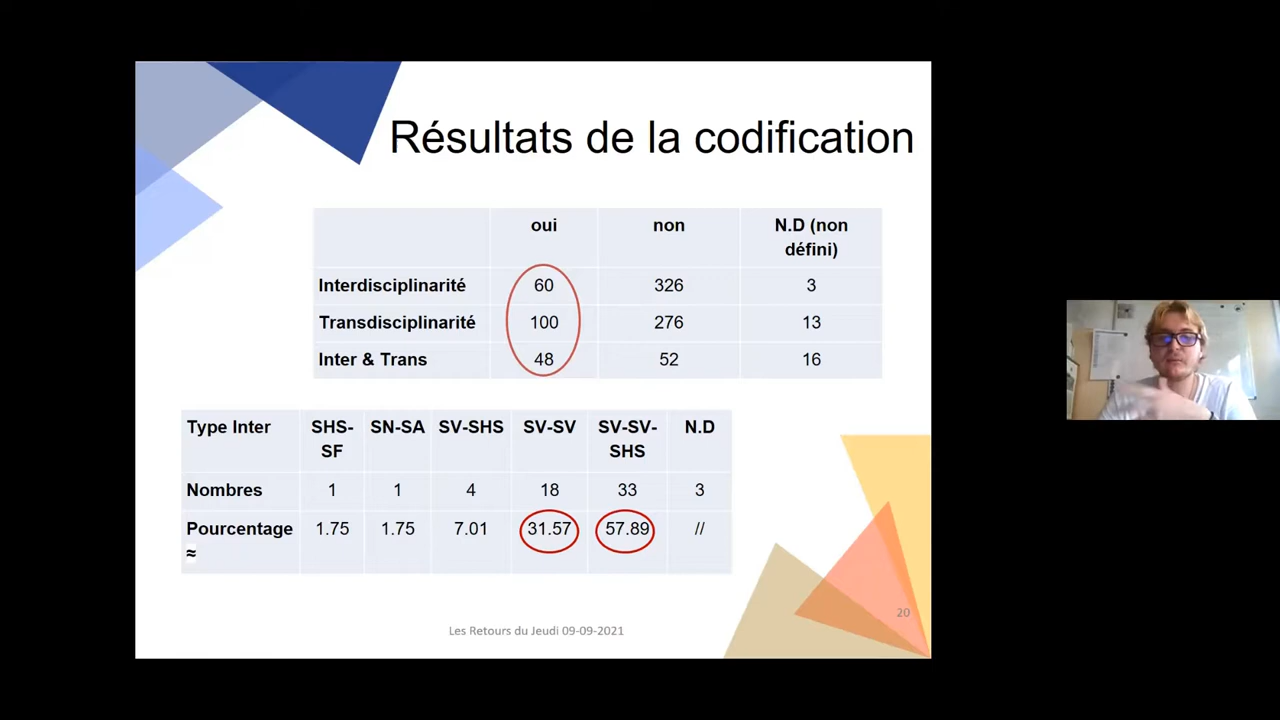 Résultats de la codification
oui non N.D (non
défini)
Interdisciplinarité 60 326 3
Transdisciplinarité 100 276 13
Inter & Trans 48 52 16
Type Inter SHS- SN-SA SV-SHS SV-SV SV-SV- N.D
SF SHS
Nombres 1 1 4 18 33 3
Pourcentage 1.75 1.75 7.01 31.57 57.89 //
≈
20
Les Retours du Jeudi 09-09-2021